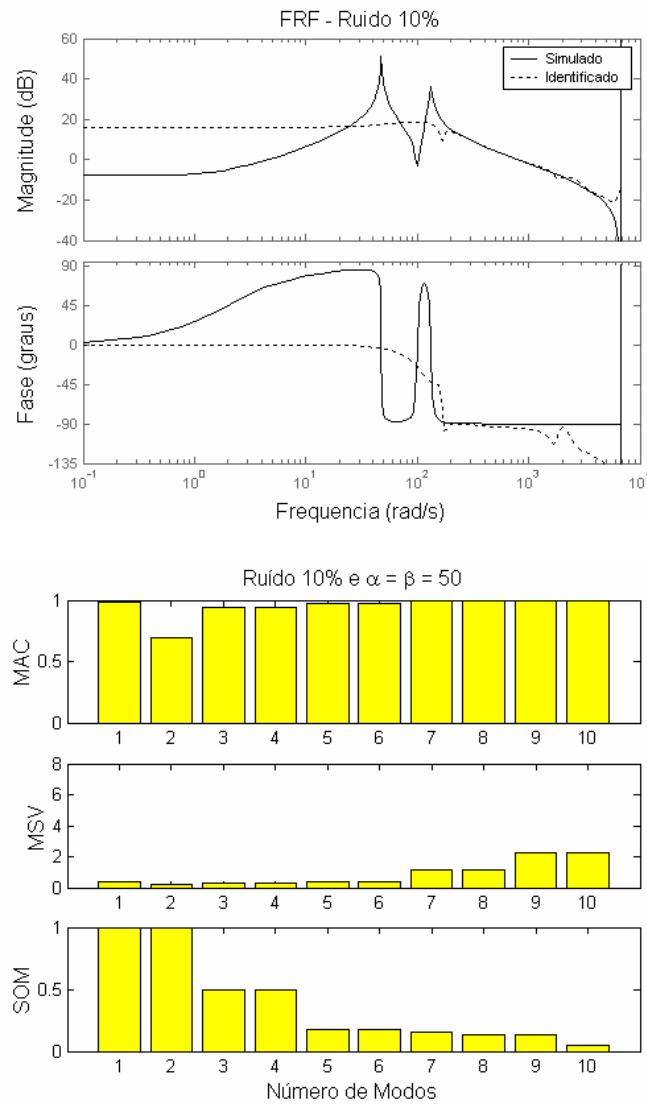 FRF - Ruido 10%
60
40
20
0
-20
-40
Magnitude (dB)
Simulado
Identificado
90
45
0
-45
-90
-135
Fase (graus)
10^-1
10^0
10^1
10^2
10^3
10^4
Frequencia (rad/s)
Ruído 10% e α = β = 50
1
0.5
0
MAC
1 2 3 4 5 6 7 8 9 10
8
6
4
2
0
MSV
1 2 3 4 5 6 7 8 9 10
1
0.5
0
SOM
1 2 3 4 5 6 7 8 9 10
Número de Modos